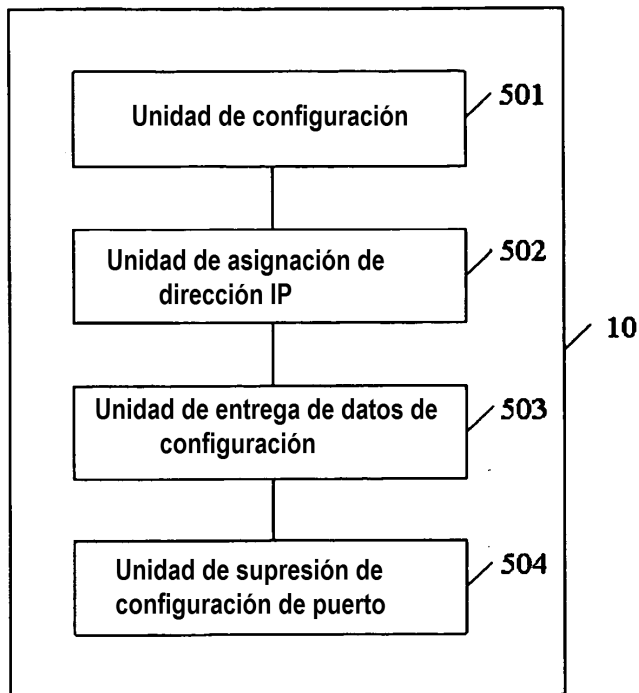 Unidad de configuración
501
Unidad de asignación de
dirección IP
502
10
Unidad de entrega de datos de
configuración
503
Unidad de supresión de
configuración de puerto
504